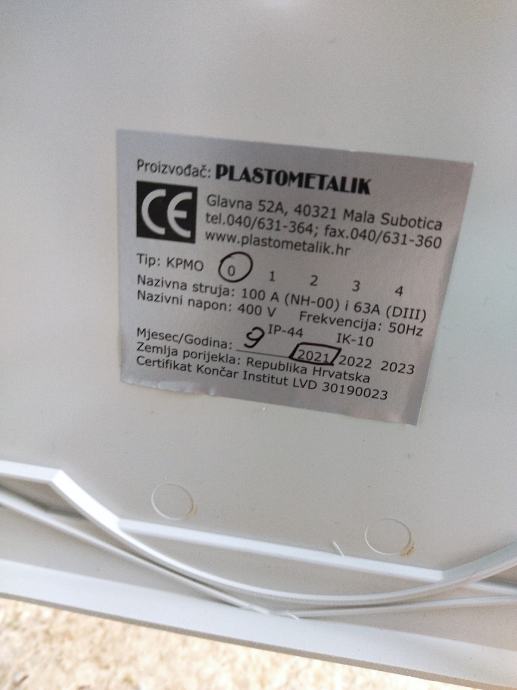 Proizvođač: PLASTOMETALIK
CE
Glavna 52A, 40321 Mala Subotica
tel.040/631-364; fax.040/631-360
www.plastometalik.hr
Tip: KPMO 0 1 2 3 4
Nazivna struja: 100 A (NH-00) i 63A (DIII)
Nazivni napon: 400 V Frekvencija: 50Hz
IP-44 IK-10
Mjesec/Godina: 9 2021 2022 2023
Zemlja porijekla: Republika Hrvatska
Certifikat Končar Institut LVD 30190023